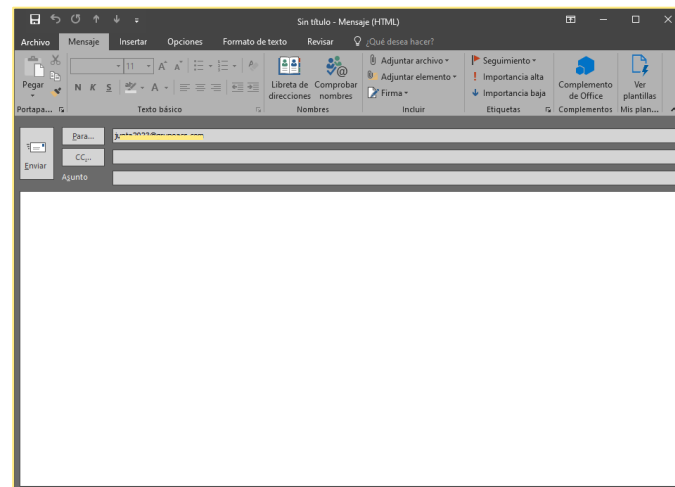 Sin título - Mensaje (HTML)
Archivo Mensaje Insertar Opciones Formato de texto Revisar ¿Qué desea hacer?
Pegar
11 A A
N K S A
Libreta de direcciones
Comprobar nombres
Adjuntar archivo
Adjuntar elemento
Firma
Seguimiento
Importancia alta
Importancia baja
Complemento de Office
Ver plantillas
Portapa... Texto básico Nombres Incluir Etiquetas Complementos Mis plan...
Enviar
Para...
CC...
Asunto